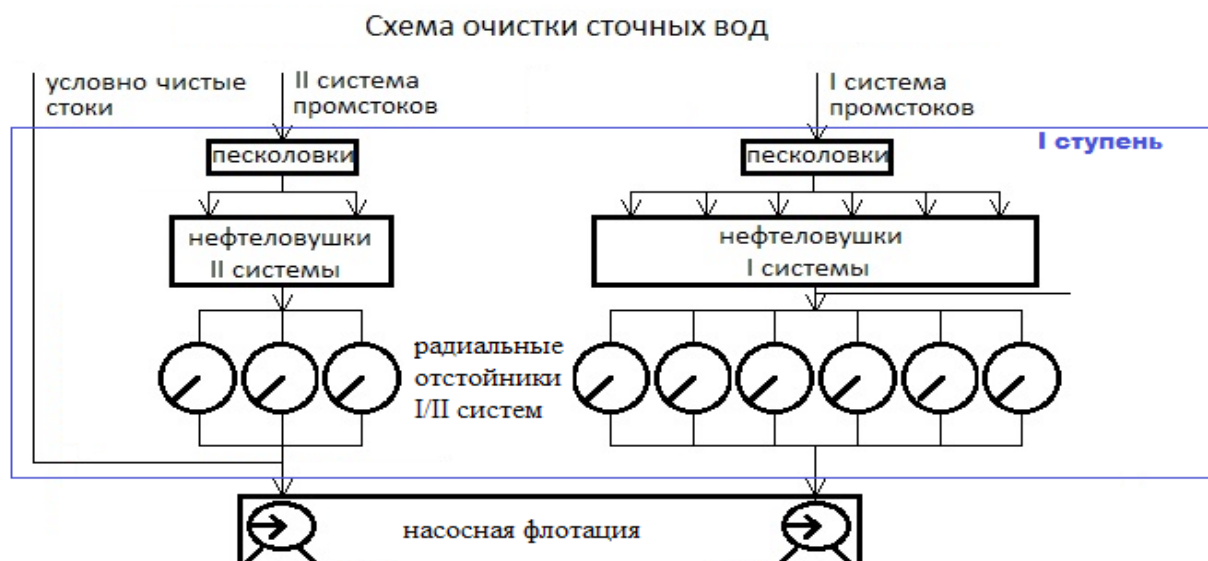 Схема очистки сточных вод
условно чистые
стоки
II система
промстоков
I система
промстоков
I ступень
песколовки
песколовки
нефтеловушки
II системы
нефтеловушки
I системы
радиальные
отстойники
I/II систем
насосная флотация